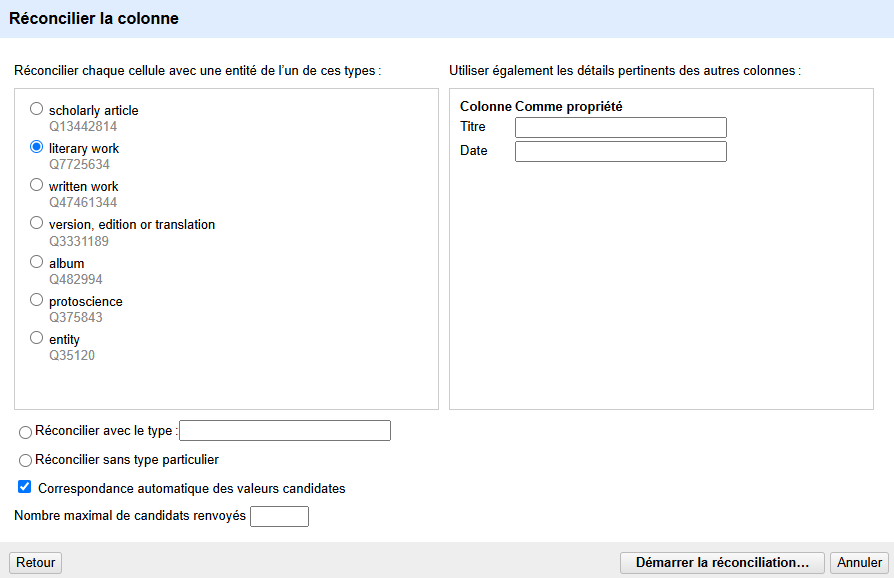 Réconcilier la colonne
Réconcilier chaque cellule avec une entité de l'un de ces types :
scholarly article
Q13442814
literary work
Q7725634
written work
Q47461344
version, edition or translation
Q3331189
album
Q482994
protoscience
Q375843
entity
Q35120
Utiliser également les détails pertinents des autres colonnes :
Colonne Comme propriété
Titre
Date
Réconcilier avec le type :
Réconcilier sans type particulier
Correspondance automatique des valeurs candidates
Nombre maximal de candidats renvoyés
Retour
Démarrer la réconciliation...
Annuler